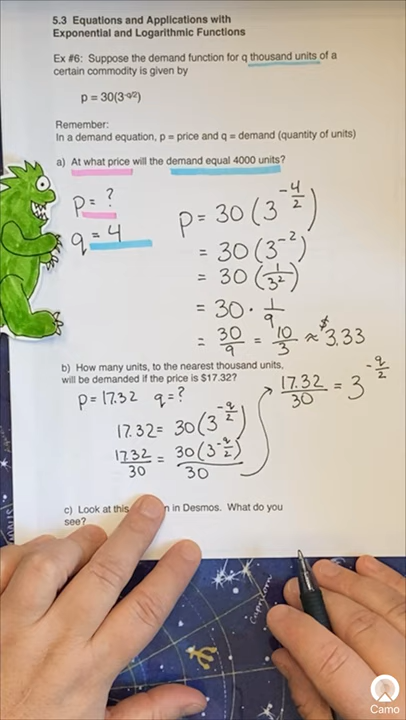 5.3 Equations and Applications with
Exponential and Logarithmic Functions
Ex #6: Suppose the demand function for q thousand units of a
certain commodity is given by
p = 30(3^-q/2)
Remember:
In a demand equation, p = price and q = demand (quantity of units)
a) At what price will the demand equal 4000 units?
p = ?
q = 4
p = 30(3^-4/2)
= 30(3^-2)
= 30(1/3^2)
= 30 · 1/9
= 30/9 = 10/3 ≈ $3.33
b) How many units, to the nearest thousand units,
will be demanded if the price is $17.32?
p = 17.32 q = ?
17.32 = 30(3^-q/2)
17.32/30 = 30(3^-q/2)/30
17.32/30 = 3^-q/2
c) Look at this in Desmos. What do you
see?
Capricorn
Camo